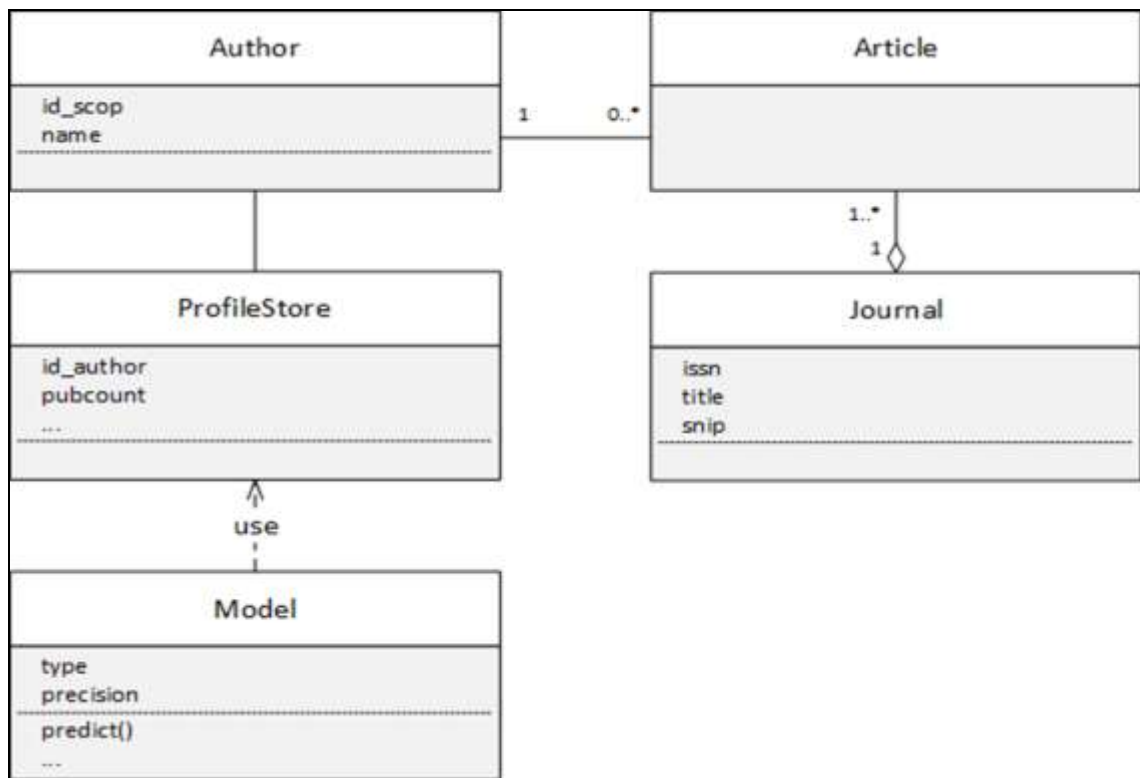 Author
id_scop
name
1
0..*
Article
1..*
1
ProfileStore
id_author
pubcount
...
Journal
issn
title
snip
use
Model
type
precision
predict()
...